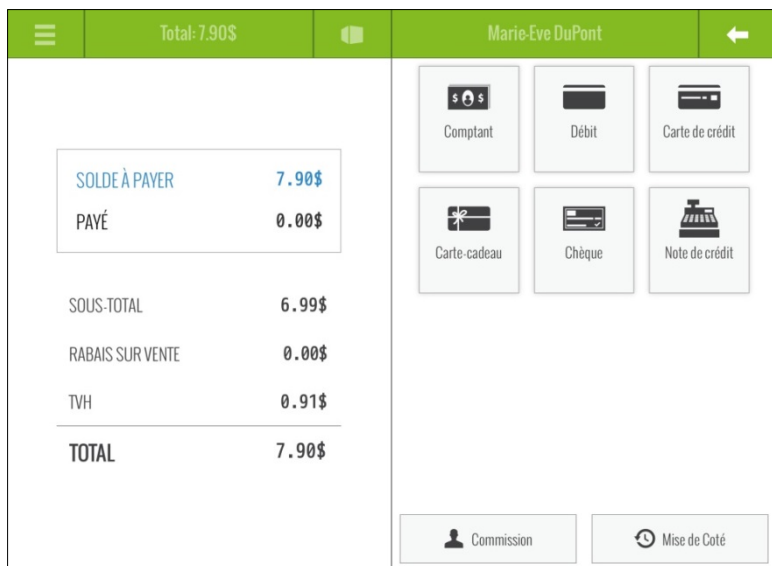 Total: 7.90$
Marie-Eve DuPont
SOLDE À PAYER 7.90$
PAYÉ 0.00$
SOUS-TOTAL 6.99$
RABAIS SUR VENTE 0.00$
TVH 0.91$
TOTAL 7.90$
$ $
Comptant Débit Carte de crédit
Carte-cadeau Chèque Note de crédit
Commission Mise de Coté